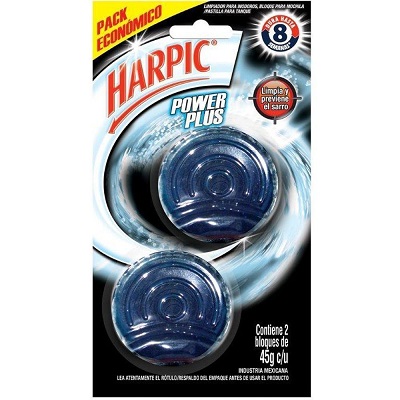 PACK
ECONÓMICO
LIMPIADOR PARA INODOROS, BLOQUE PARA MOCHILA
/PASTILLA PARA TANQUE
DURA HASTA
8
SEMANAS*
HARPIC®
POWER
PLUS
Limpia y
previene
el sarro
Contiene 2
bloques de
45g c/u
INDUSTRIA MEXICANA
LEA ATENTAMENTE EL RÓTULO/RESPALDO DEL EMPAQUE ANTES DE USAR EL PRODUCTO